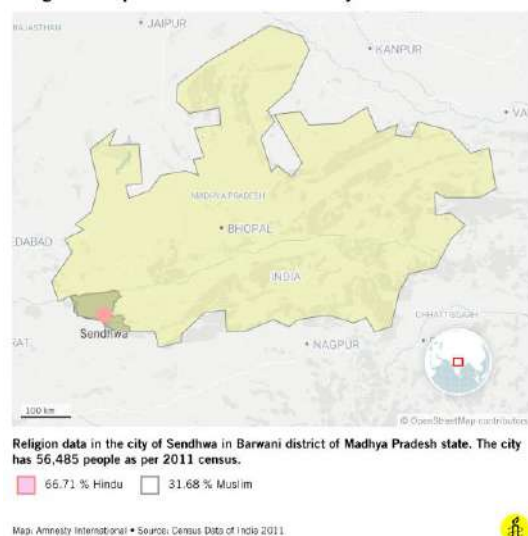 RAJASTHAN
• JAIPUR
• KANPUR
MADHYA PRADESH
• BHOPAL
INDIA
Sendhwa
CHHATTISGARH
• NAGPUR
100 km
© OpenStreetMap contributors
Religion data in the city of Sendhwa in Barwani district of Madhya Pradesh state. The city
has 56,485 people as per 2011 census.
66.71 % Hindu 31.68 % Muslim
Map: Amnesty International • Source: Census Data of India 2011